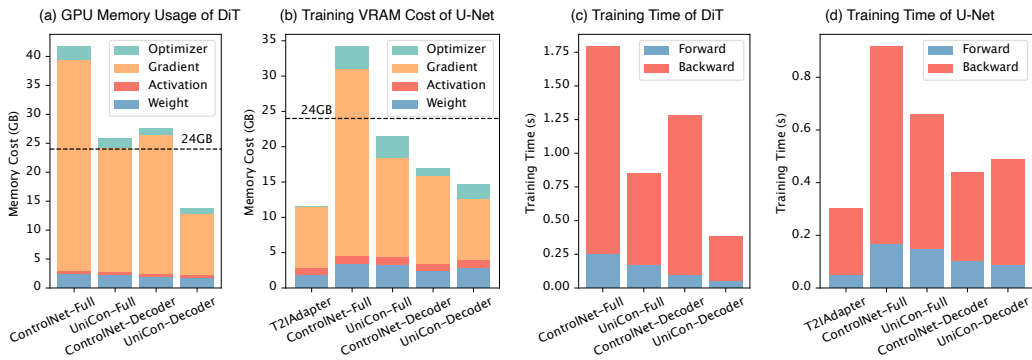 (a) GPU Memory Usage of DiT
Memory Cost (GB)
40
35
30
25
20
15
10
5
0
Optimizer
Gradient
Activation
Weight
24GB
ControlNet-Full
UniCon-Full
ControlNet-Decoder
UniCon-Decoder
(b) Training VRAM Cost of U-Net
Memory Cost (GB)
35
30
25
20
15
10
5
0
Optimizer
Gradient
Activation
Weight
24GB
T2IAdapter
ControlNet-Full
UniCon-Full
ControlNet-Decoder
UniCon-Decoder
(c) Training Time of DiT
Training Time (s)
1.75
1.50
1.25
1.00
0.75
0.50
0.25
0.00
Forward
Backward
ControlNet-Full
UniCon-Full
ControlNet-Decoder
UniCon-Decoder
(d) Training Time of U-Net
Training Time (s)
0.8
0.6
0.4
0.2
0.0
Forward
Backward
T2IAdapter
ControlNet-Full
UniCon-Full
ControlNet-Decoder
UniCon-Decoder